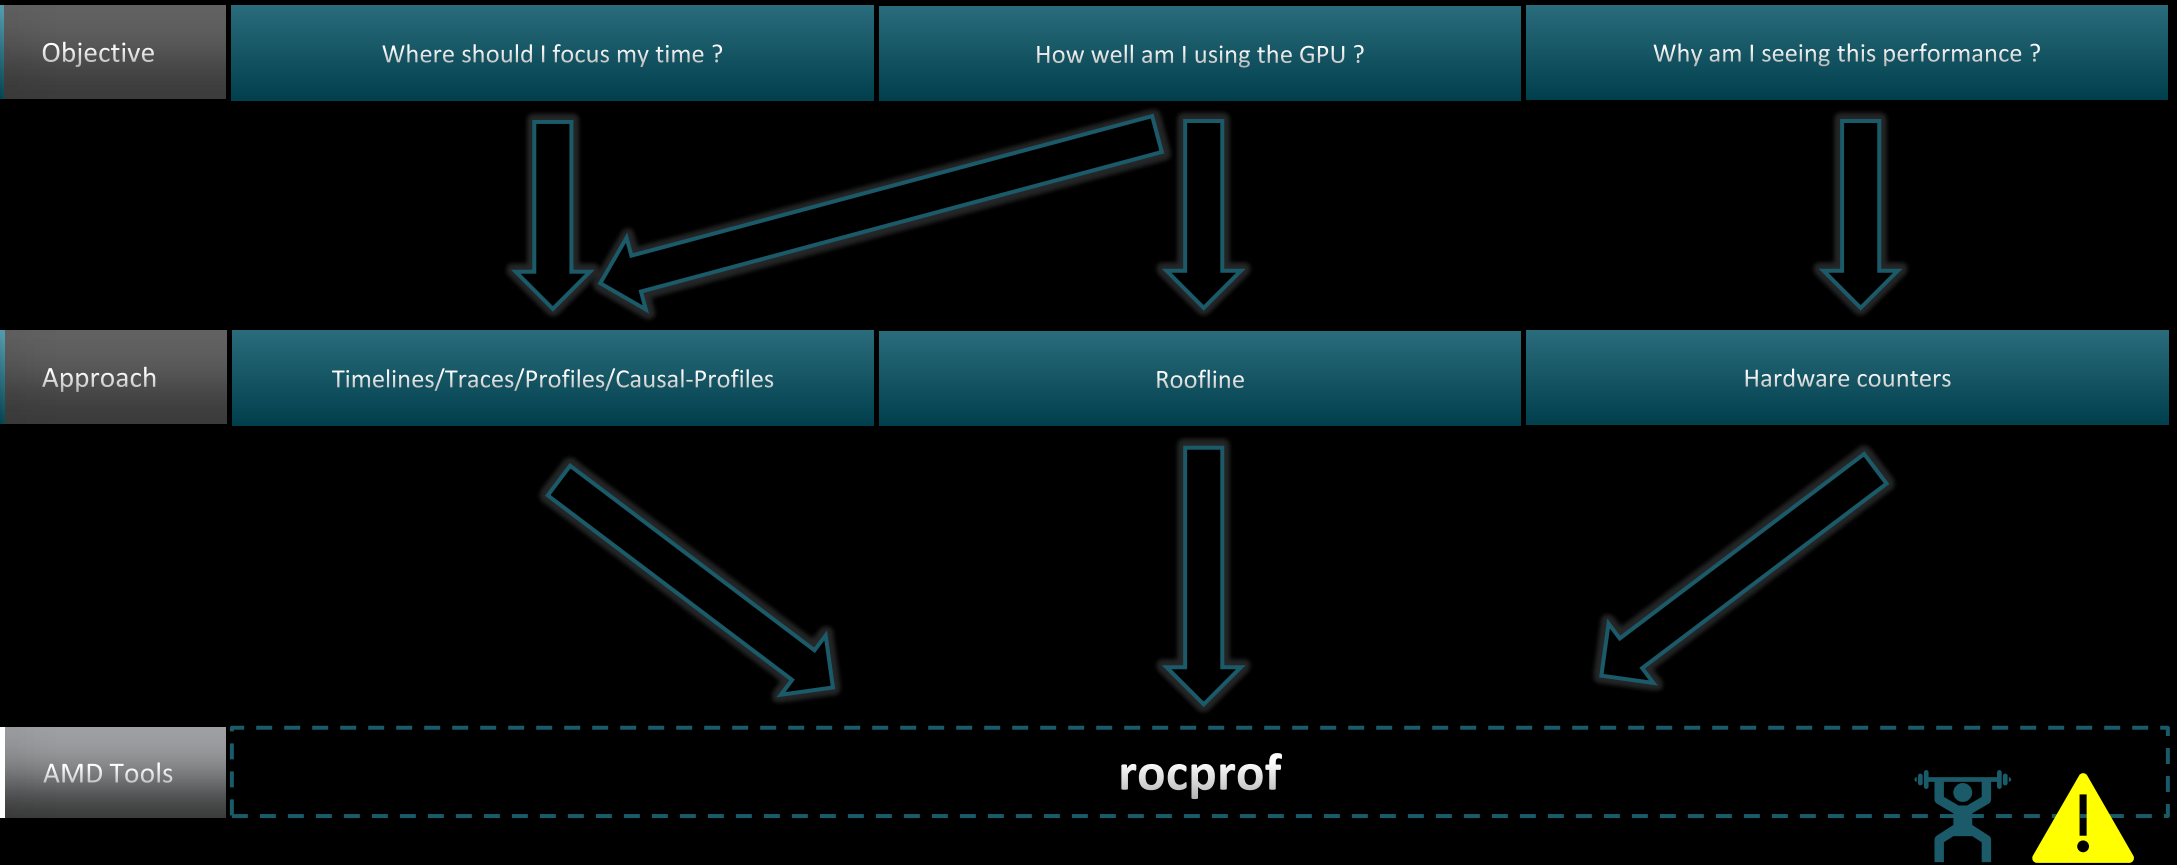 Objective
Where should I focus my time ?
How well am I using the GPU ?
Why am I seeing this performance ?
Approach
Timelines/Traces/Profiles/Causal-Profiles
Roofline
Hardware counters
AMD Tools
rocprof
!